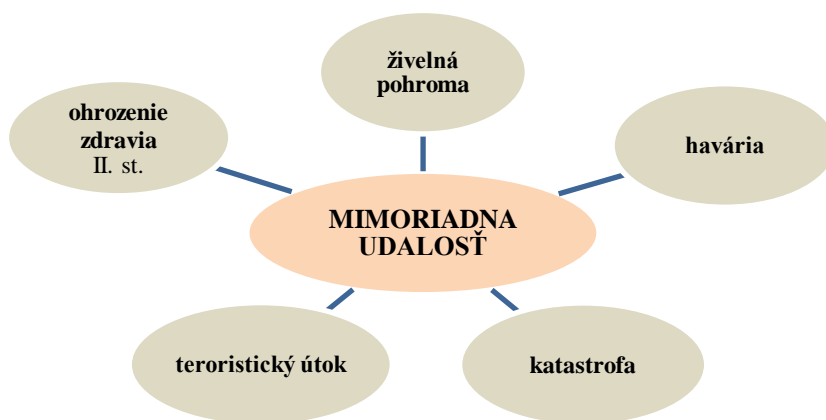 živelná
pohroma
ohrozenie
zdravia
II. st.
havária
MIMORIADNA
UDALOSŤ
teroristický útok
katastrofa